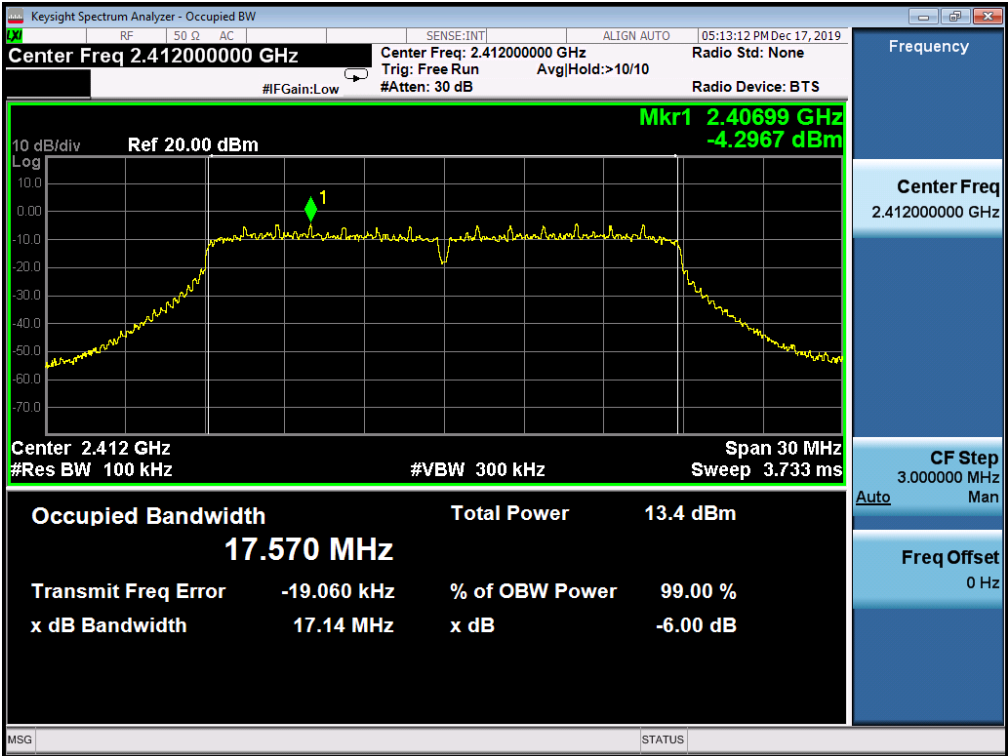 Keysight Spectrum Analyzer - Occupied BW
LXI RF 50 Ω AC SENSE:INT ALIGN AUTO 05:13:12 PM Dec 17, 2019
Center Freq 2.412000000 GHz
Center Freq: 2.412000000 GHz Radio Std: None
Trig: Free Run Avg|Hold:>10/10
#IFGain:Low #Atten: 30 dB Radio Device: BTS
Mkr1 2.40699 GHz
-4.2967 dBm
10 dB/div Ref 20.00 dBm
Log
10.0
0.00
-10.0
-20.0
-30.0
-40.0
-50.0
-60.0
-70.0
1
Center 2.412 GHz Span 30 MHz
#Res BW 100 kHz #VBW 300 kHz Sweep 3.733 ms
Occupied Bandwidth Total Power 13.4 dBm
17.570 MHz
Transmit Freq Error -19.060 kHz % of OBW Power 99.00 %
x dB Bandwidth 17.14 MHz x dB -6.00 dB
Frequency
Center Freq
2.412000000 GHz
CF Step
3.000000 MHz
Auto Man
Freq Offset
0 Hz
MSG STATUS